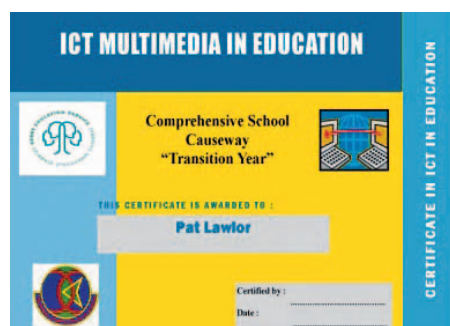 ICT MULTIMEDIA IN EDUCATION
Comprehensive School
Causeway
“Transition Year”
THIS CERTIFICATE IS AWARDED TO :
Pat Lawlor
Certified by :
Date :
CERTIFICATE IN ICT IN EDUCATION